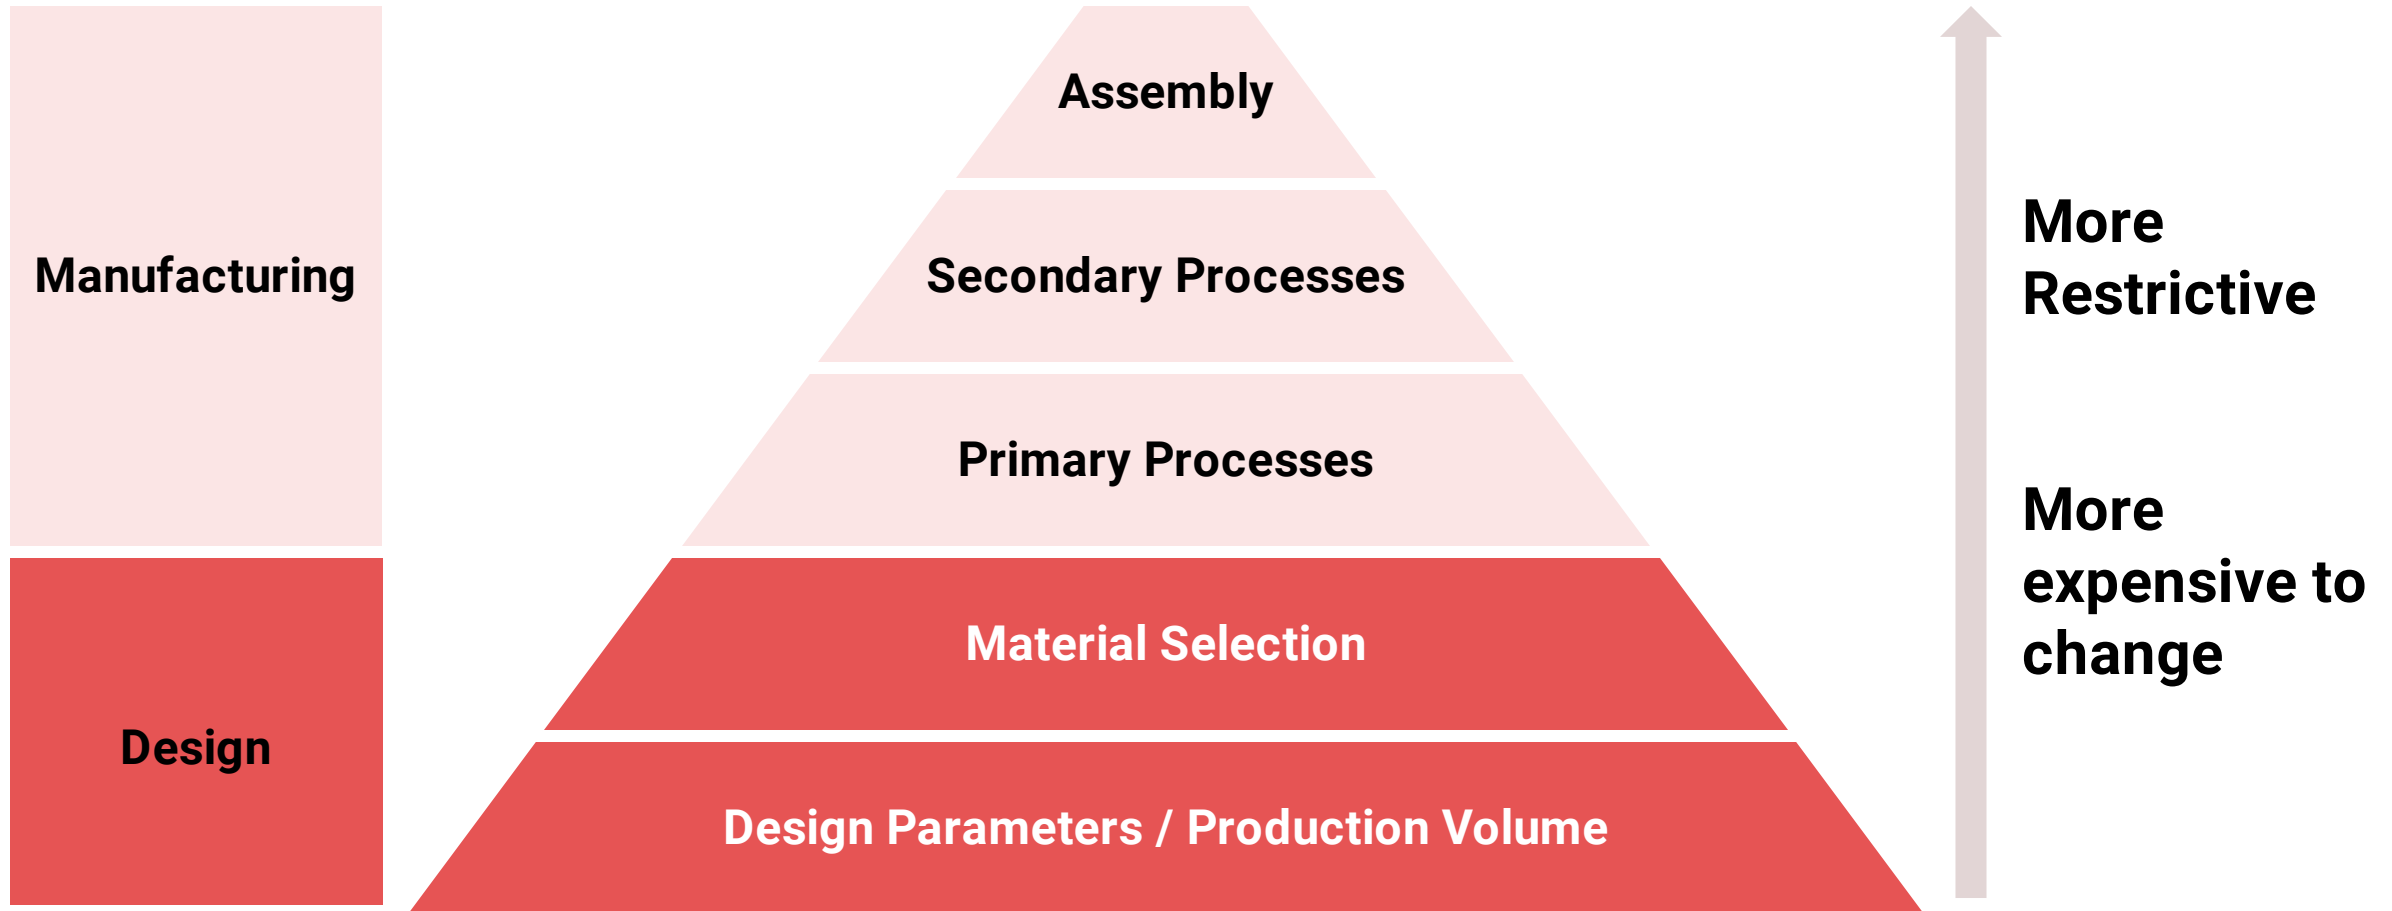 Manufacturing
Design
Assembly
Secondary Processes
Primary Processes
Material Selection
Design Parameters / Production Volume
More
Restrictive
More
expensive to
change